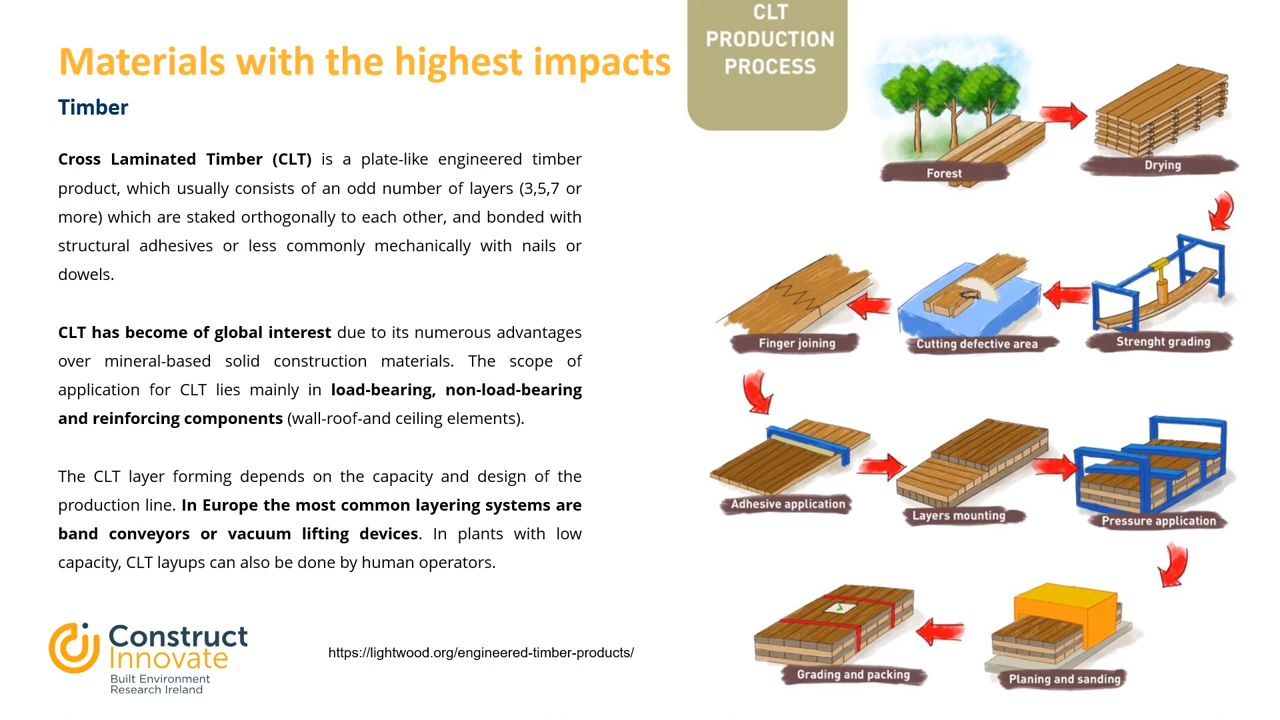 Materials with the highest impacts
Timber
Cross Laminated Timber (CLT) is a plate-like engineered timber
product, which usually consists of an odd number of layers (3,5,7 or
more) which are staked orthogonally to each other, and bonded with
structural adhesives or less commonly mechanically with nails or
dowels.
CLT has become of global interest due to its numerous advantages
over mineral-based solid construction materials. The scope of
application for CLT lies mainly in load-bearing, non-load-bearing
and reinforcing components (wall-roof-and ceiling elements).
The CLT layer forming depends on the capacity and design of the
production line. In Europe the most common layering systems are
band conveyors or vacuum lifting devices. In plants with low
capacity, CLT layups can also be done by human operators.
Construct
Innovate
Built Environment
Research Ireland
https://lightwood.org/engineered-timber-products/
CLT
PRODUCTION
PROCESS
Forest
Drying
Finger joining
Cutting defective area
Strenght grading
Adhesive application
Layers mounting
Pressure application
Grading and packing
Planing and sanding